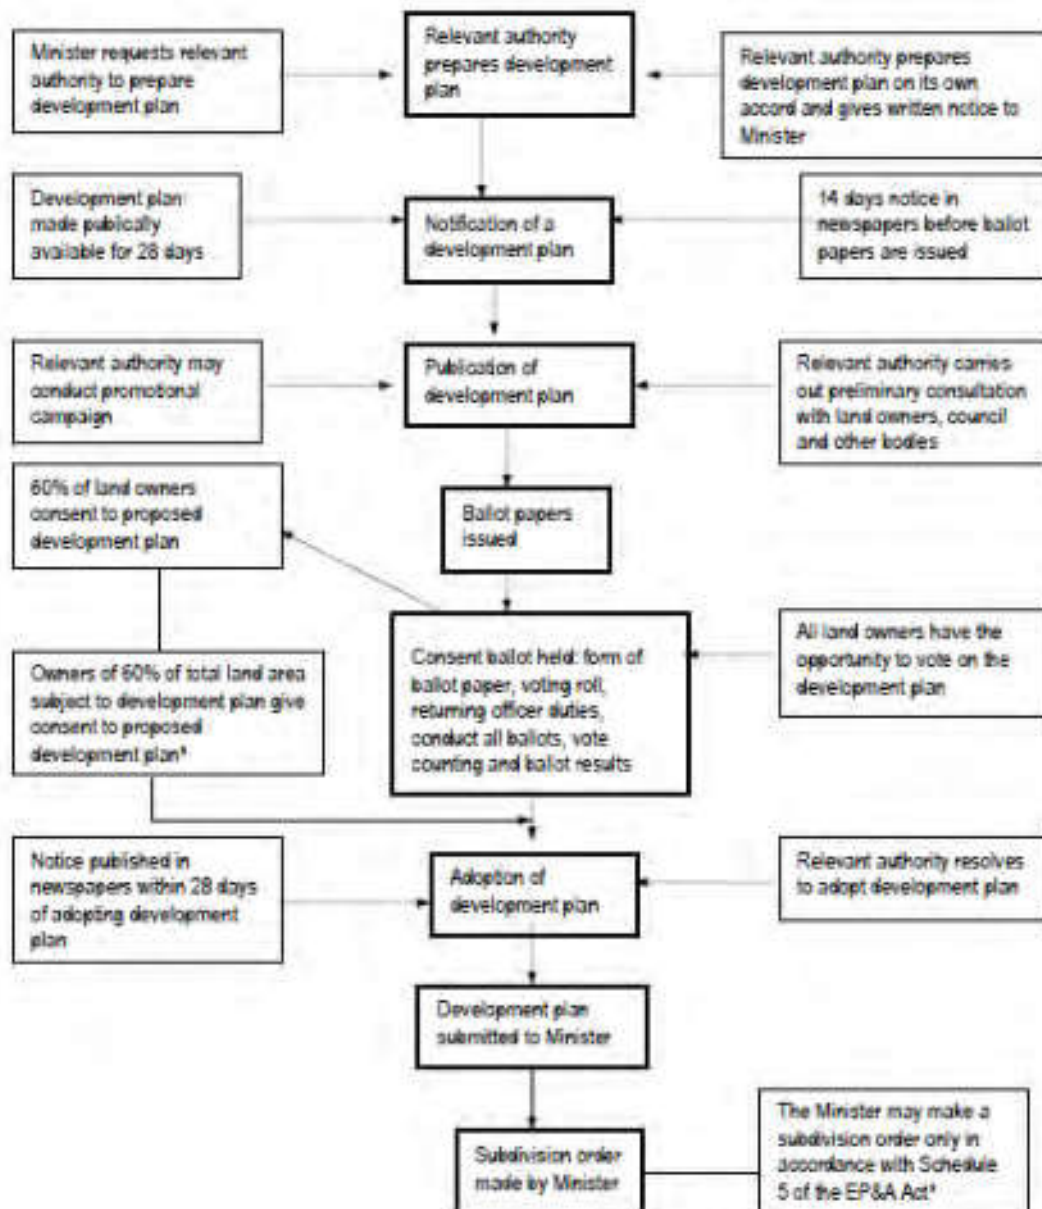 Relevant authority
prepares development
plan
Minister requests relevant
authority to prepare
development plan
Relevant authority prepares
development plan on its own
accord and gives written notice to
Minister
Development plan
made pubically
available for 28 days
Notification of a
development plan
14 days notice in
newspapers before ballot
papers are issued
Relevant authority may
conduct promotional
campaign
Publication of
development plan
Relevant authority carries
out preliminary consultation
with land owners, council
and other bodies
60% of land owners
consent to proposed
development plan
Ballot papers
issued
Owners of 60% of total land area
subject to development plan give
consent to proposed
development plan*
Consent ballot held: form of
ballot paper, voting roll,
returning officer duties,
conduct all ballots, vote
counting and ballot results
All land owners have the
opportunity to vote on the
development plan
Notice published in
newspapers within 28 days
of adopting development
plan
Adoption of
development plan
Relevant authority resolves
to adopt development plan
Development plan
submitted to Minister
Subdivision order
made by Minister
The Minister may make a
subdivision order only in
accordance with Schedule
5 of the EP&A Act*